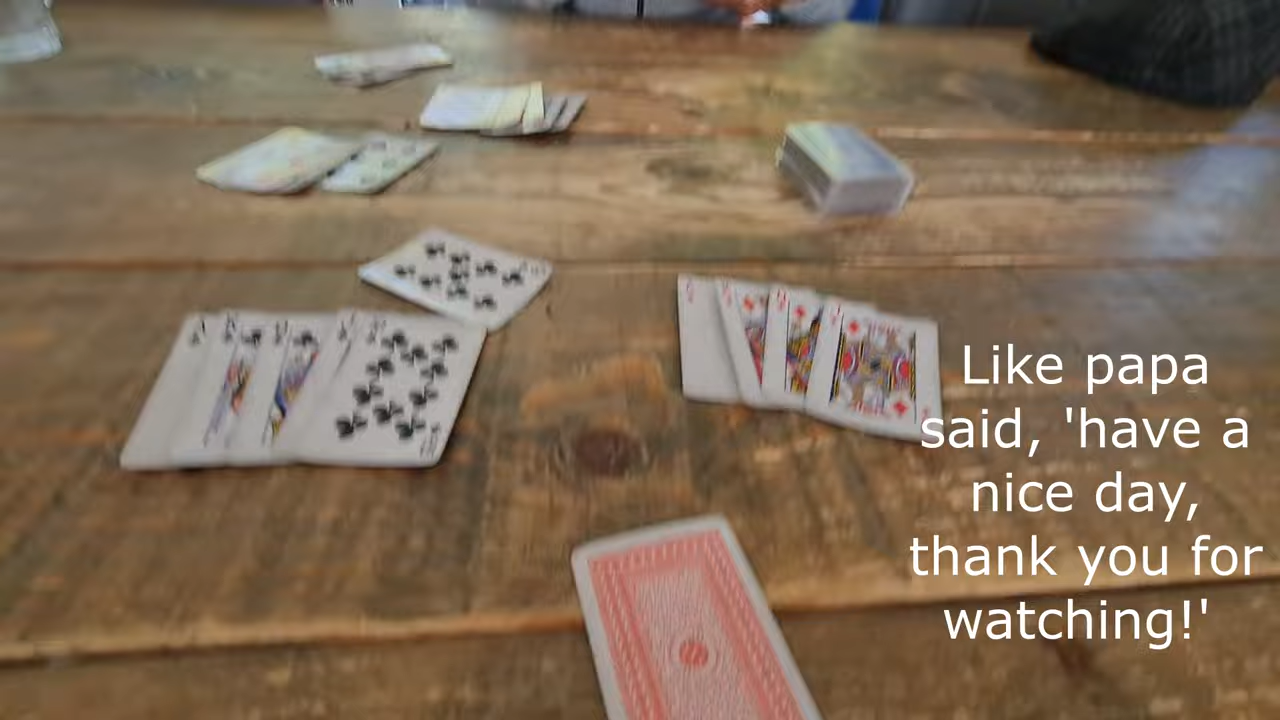 Like papa
said, 'have a
nice day,
thank you for
watching!'